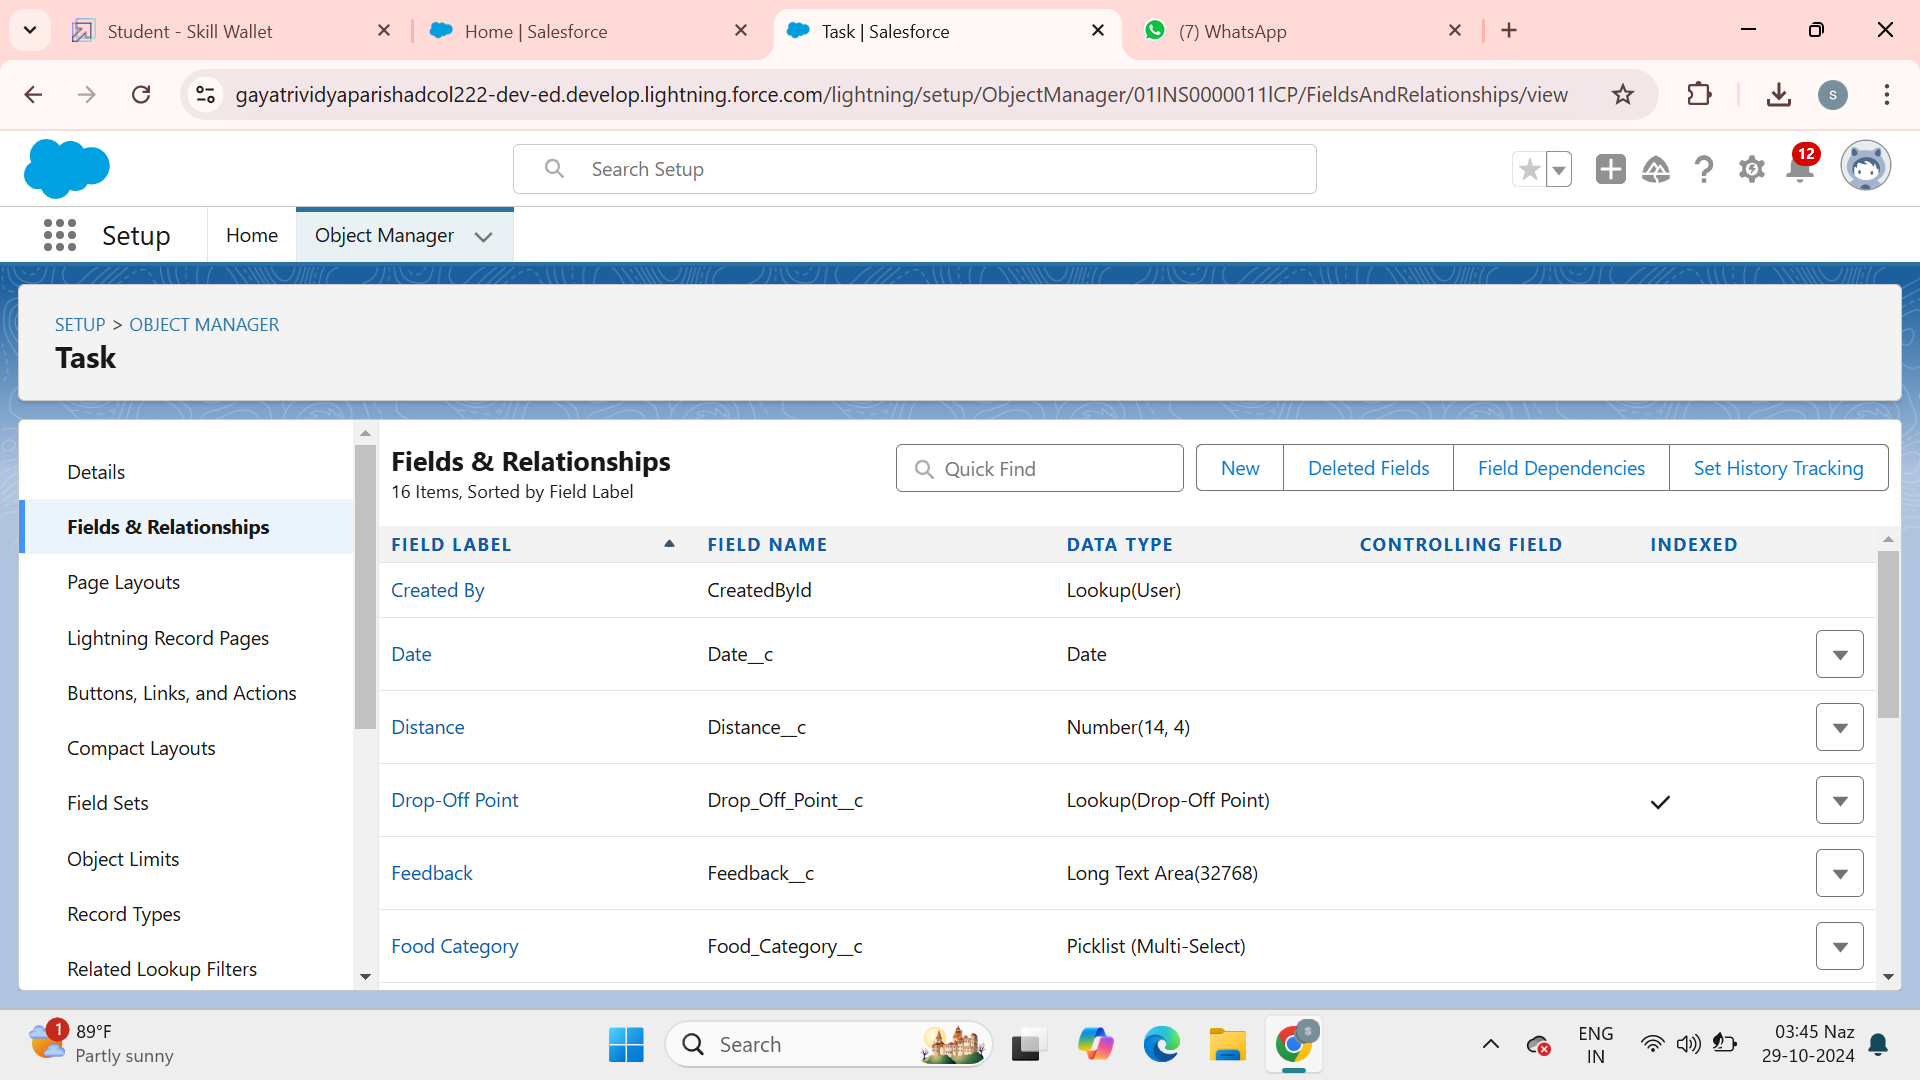 Student - Skill Wallet
Home | Salesforce
Task | Salesforce
(7) WhatsApp
gayatrividyaparishadcol222-dev-ed.develop.lightning.force.com/lightning/setup/ObjectManager/01INS0000011lCP/FieldsAndRelationships/view
S
Search Setup
12
Setup
Home
Object Manager
SETUP > OBJECT MANAGER
Task
Details
Fields & Relationships
Page Layouts
Lightning Record Pages
Buttons, Links, and Actions
Compact Layouts
Field Sets
Object Limits
Record Types
Related Lookup Filters
Fields & Relationships
16 Items, Sorted by Field Label
Quick Find
New
Deleted Fields
Field Dependencies
Set History Tracking
FIELD LABEL FIELD NAME DATA TYPE CONTROLLING FIELD INDEXED
Created By CreatedById Lookup(User)
Date Date__c Date
Distance Distance__c Number(14, 4)
Drop-Off Point Drop_Off_Point__c Lookup(Drop-Off Point)
Feedback Feedback__c Long Text Area(32768)
Food Category Food_Category__c Picklist (Multi-Select)
1
89°F
Partly sunny
Search
S
ENG
IN
03:45 Naz
29-10-2024